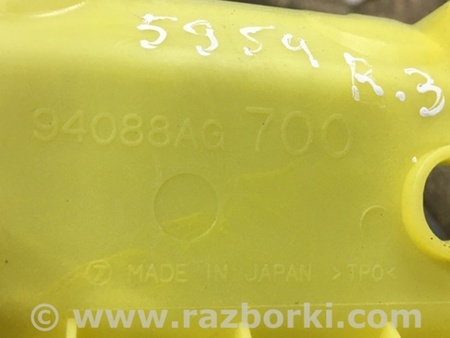 5959 R.3
94088AG 700
MADE IN JAPAN >TPO<
© www.razborki.com